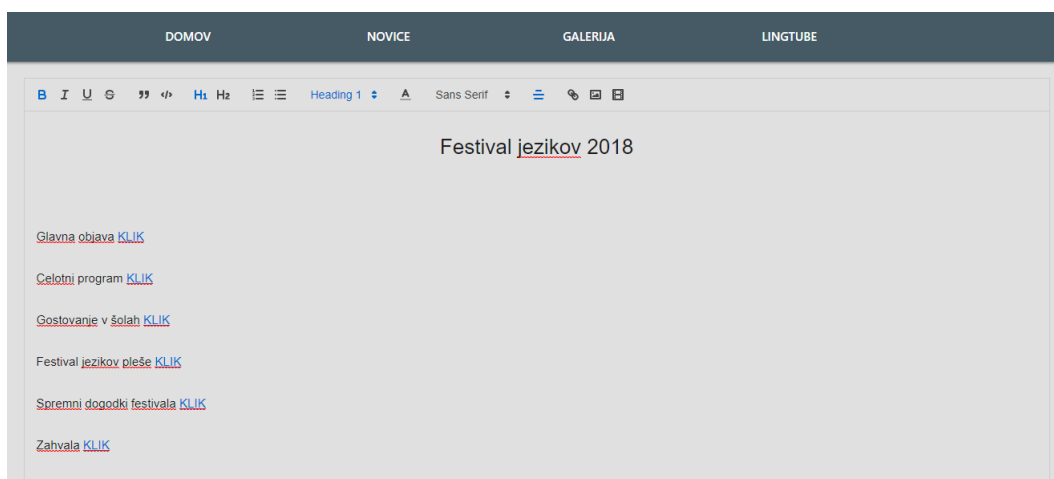 DOMOV NOVICE GALERIJA LINGTUBE
B I U S ” </> H1 H2 Heading 1 A Sans Serif
Festival jezikov 2018
Glavna objava KLIK
Celotni program KLIK
Gostovanje v šolah KLIK
Festival jezikov pleše KLIK
Spremni dogodki festivala KLIK
Zahvala KLIK